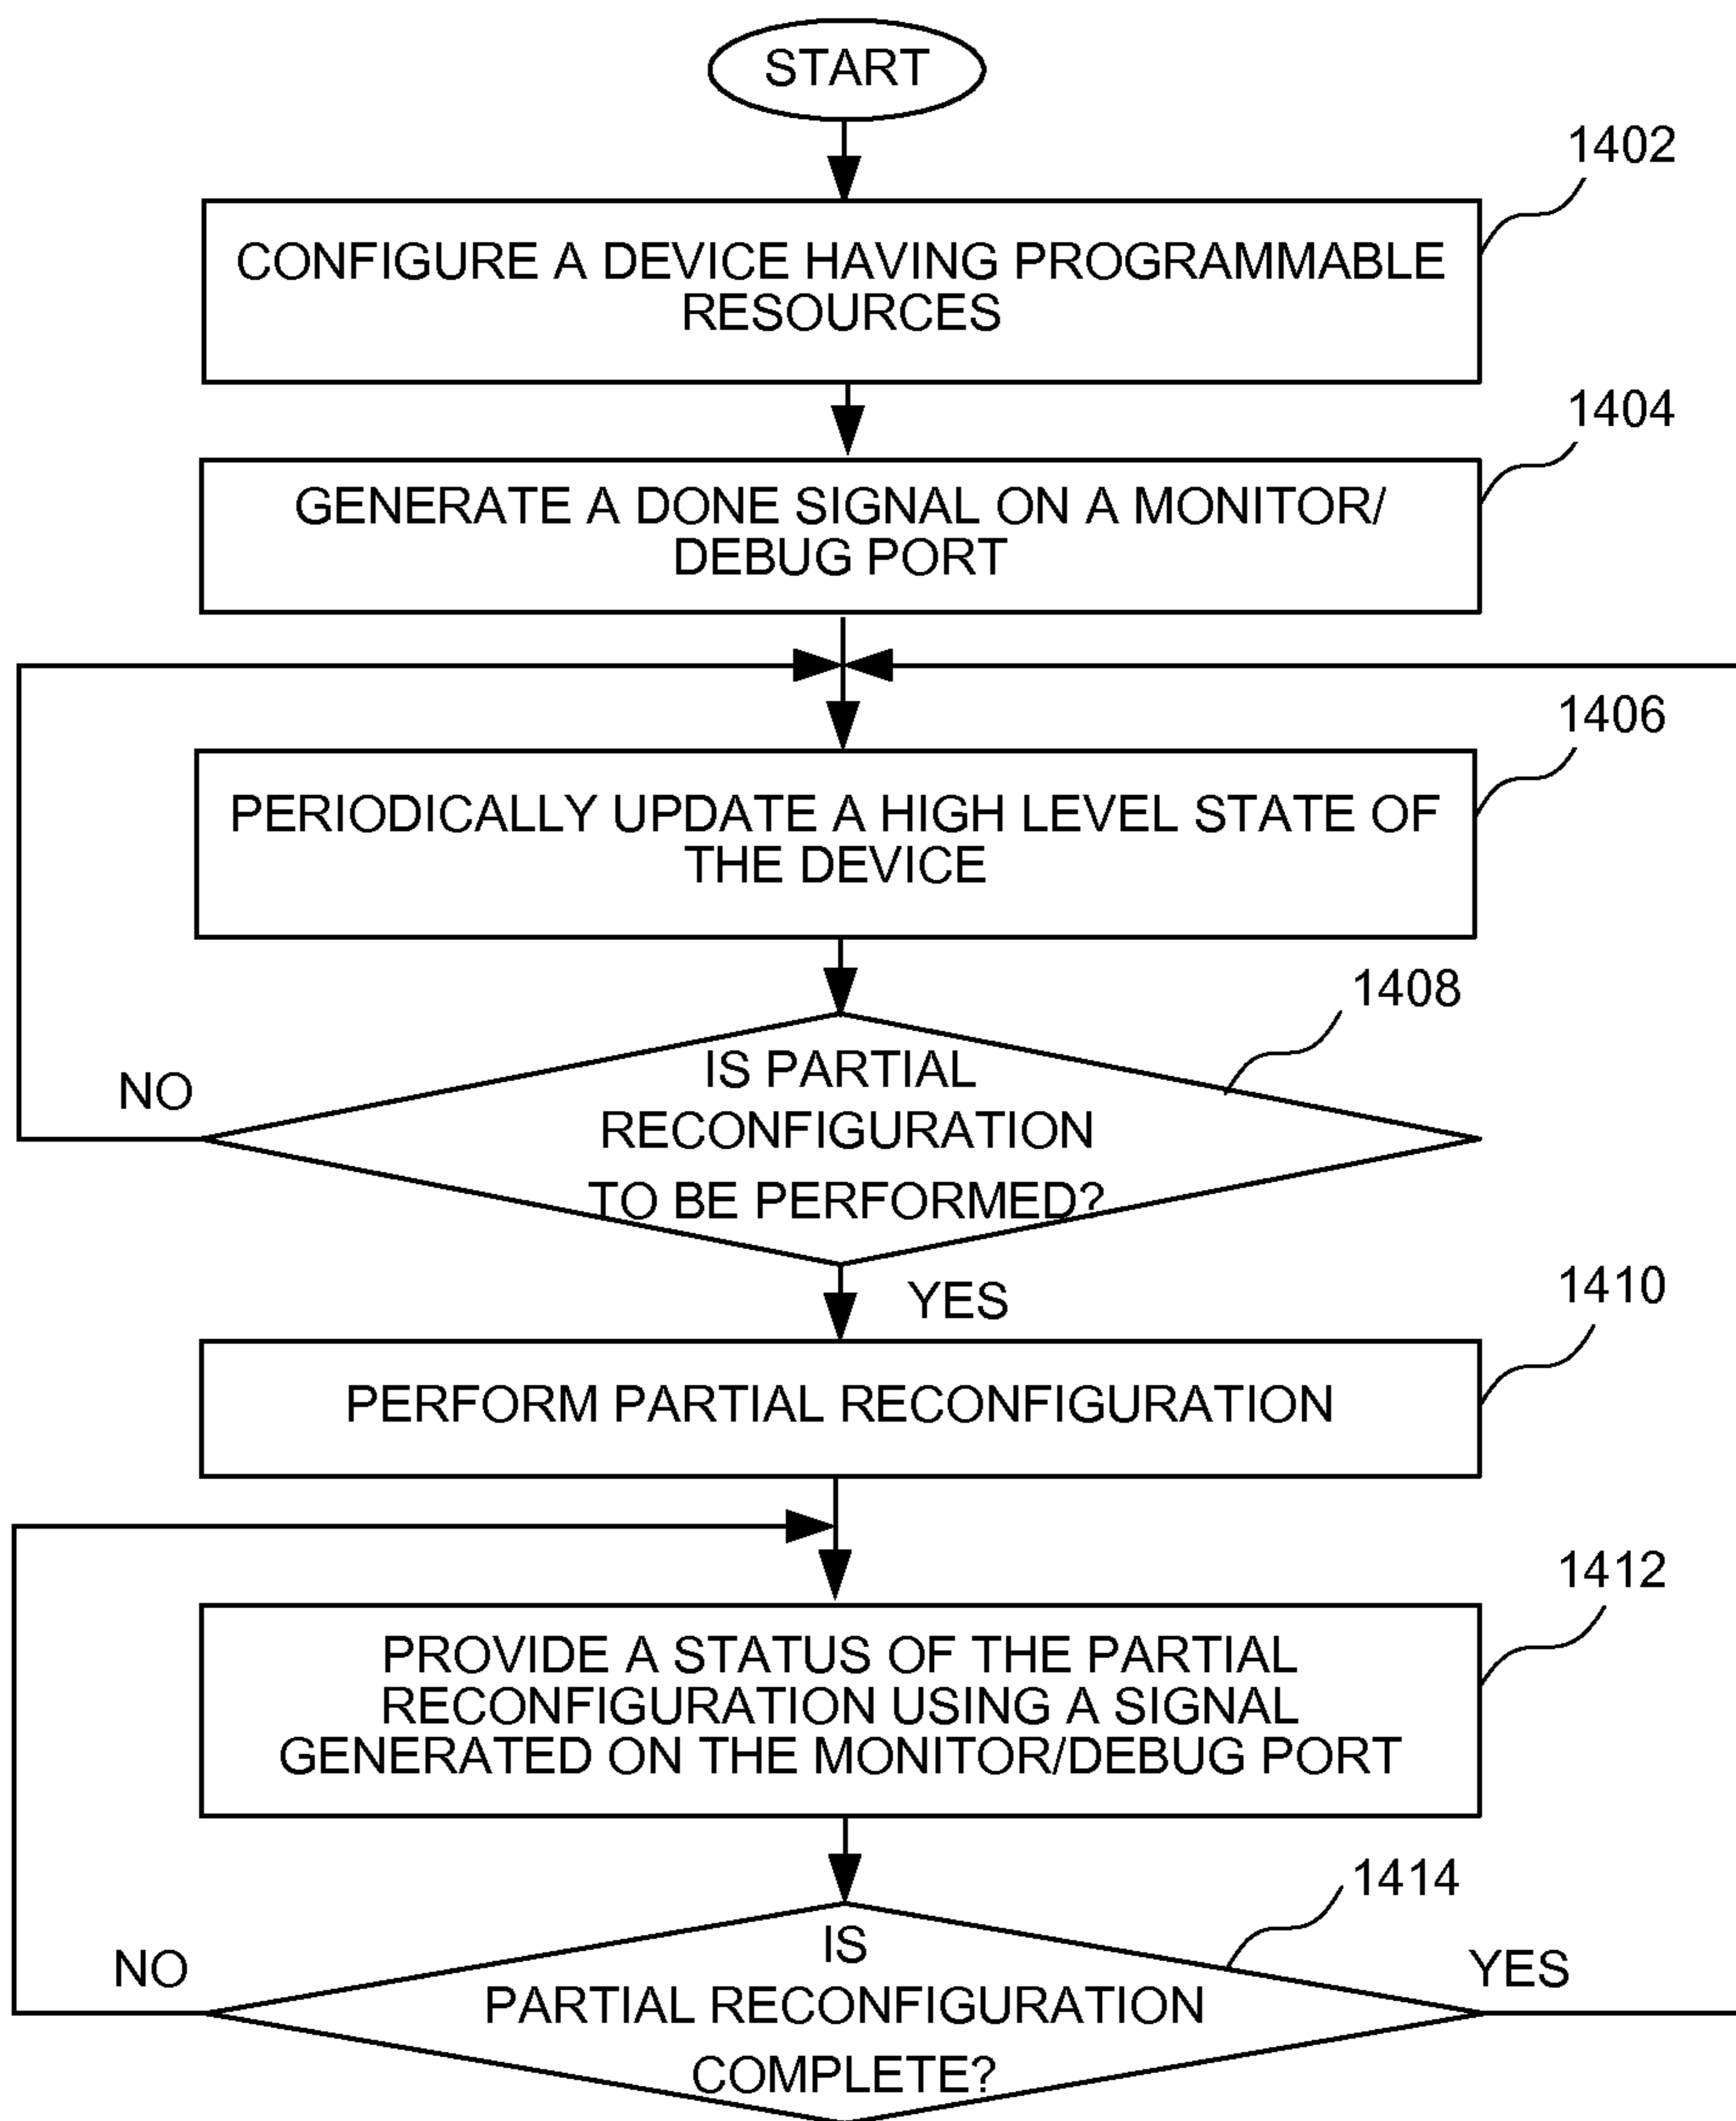 START
1402
CONFIGURE A DEVICE HAVING PROGRAMMABLE
RESOURCES
1404
GENERATE A DONE SIGNAL ON A MONITOR/
DEBUG PORT
1406
PERIODICALLY UPDATE A HIGH LEVEL STATE OF
THE DEVICE
1408
IS PARTIAL
NO
RECONFIGURATION
TO BE PERFORMED?
YES
1410
PERFORM PARTIAL RECONFIGURATION
1412
PROVIDE A STATUS OF THE PARTIAL
RECONFIGURATION USING A SIGNAL
GENERATED ON THE MONITOR/DEBUG PORT
1414
IS
NO
YES
PARTIAL RECONFIGURATION
COMPLETE?